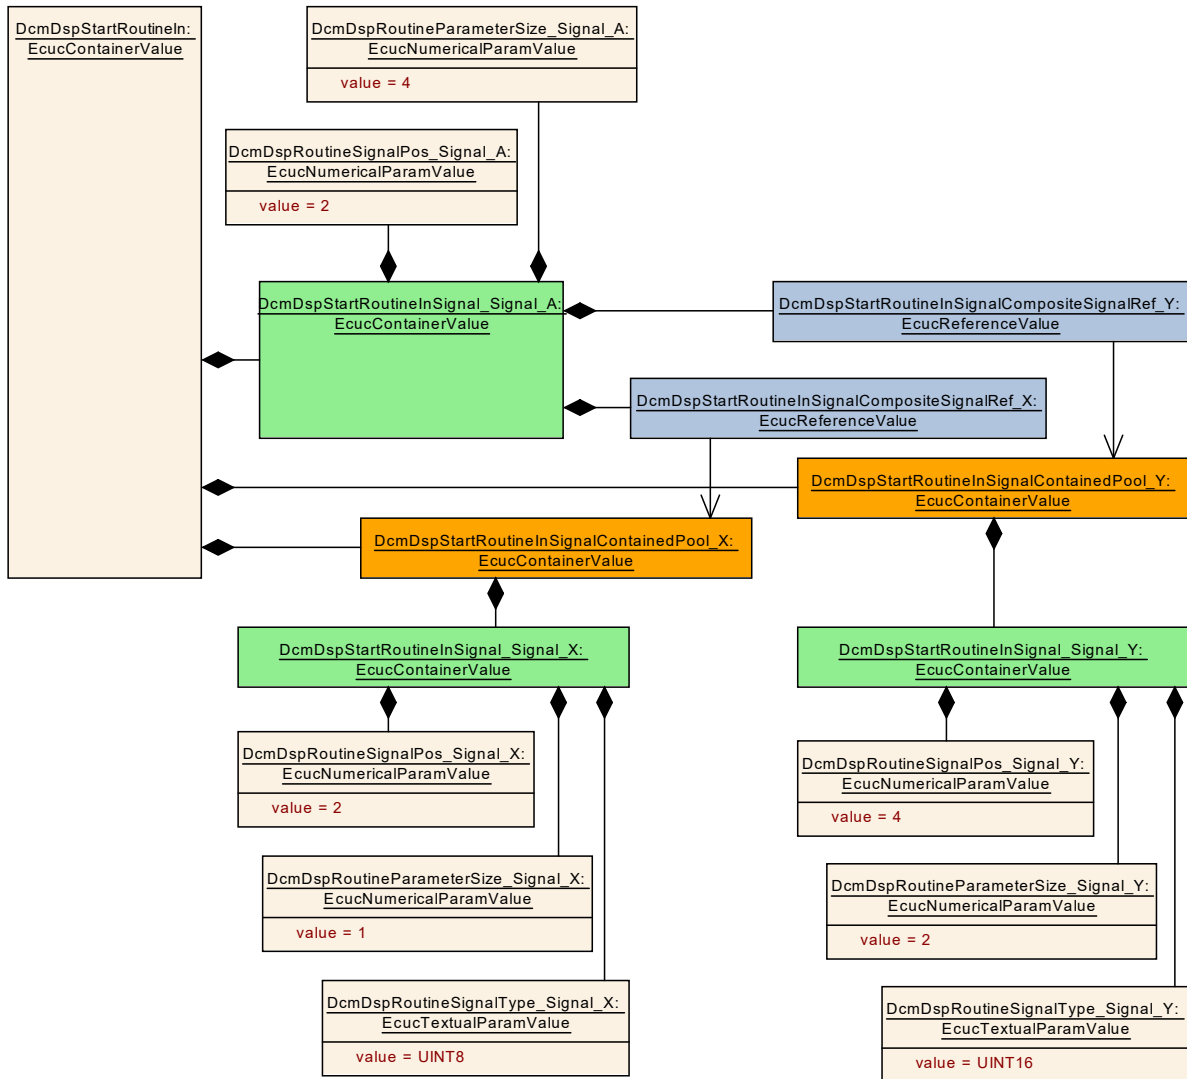 DcmDspStartRoutineIn:
EcucContainerValue
DcmDspRoutineParameterSize_Signal_A:
EcucNumericalParamValue
value = 4
DcmDspRoutineSignalPos_Signal_A:
EcucNumericalParamValue
value = 2
DcmDspStartRoutineInSignal_Signal_A:
EcucContainerValue
DcmDspStartRoutineInSignalCompositeSignalRef_Y:
EcucReferenceValue
DcmDspStartRoutineInSignalCompositeSignalRef_X:
EcucReferenceValue
DcmDspStartRoutineInSignalContainedPool_Y:
EcucContainerValue
DcmDspStartRoutineInSignalContainedPool_X:
EcucContainerValue
DcmDspStartRoutineInSignal_Signal_X:
EcucContainerValue
DcmDspStartRoutineInSignal_Signal_Y:
EcucContainerValue
DcmDspRoutineSignalPos_Signal_X:
EcucNumericalParamValue
value = 2
DcmDspRoutineSignalPos_Signal_Y:
EcucNumericalParamValue
value = 4
DcmDspRoutineParameterSize_Signal_X:
EcucNumericalParamValue
value = 1
DcmDspRoutineParameterSize_Signal_Y:
EcucNumericalParamValue
value = 2
DcmDspRoutineSignalType_Signal_X:
EcucTextualParamValue
value = UINT8
DcmDspRoutineSignalType_Signal_Y:
EcucTextualParamValue
value = UINT16